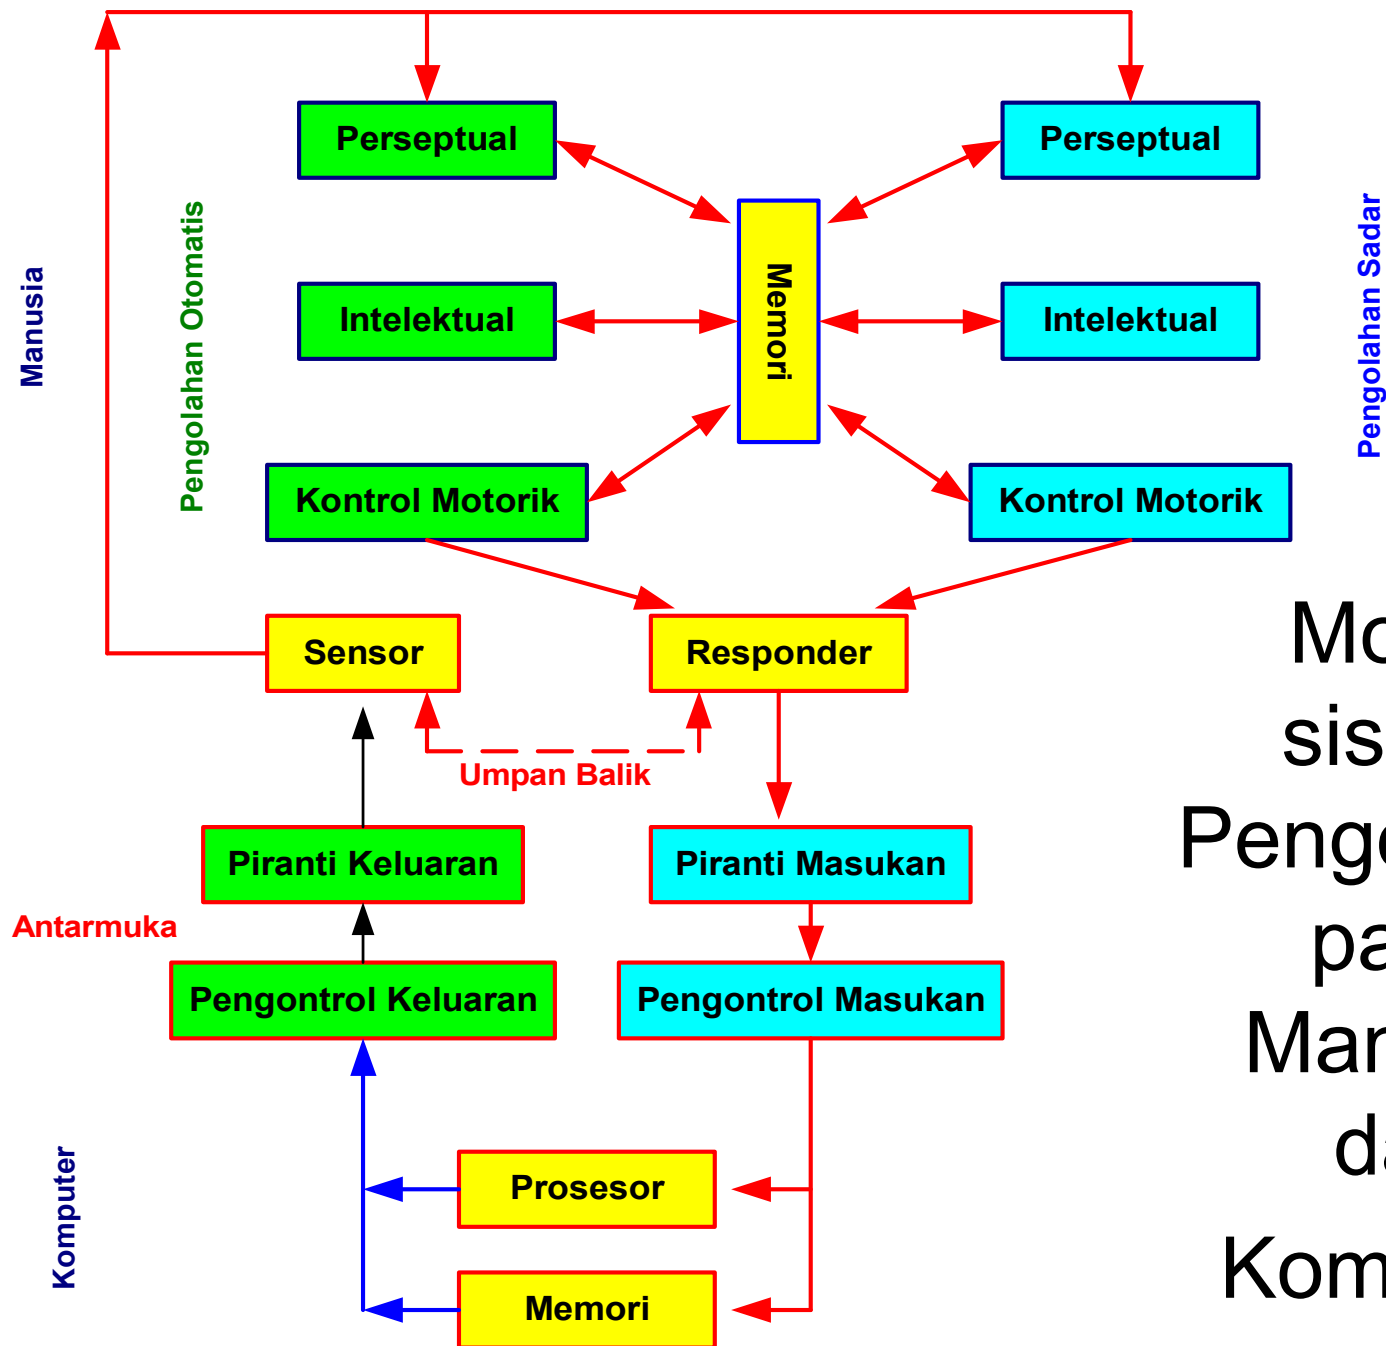 Perseptual
Perseptual
Manusia
Pengolahan Otomatis
Memori
Pengolahan Sadar
Intelektual
Intelektual
Kontrol Motorik
Kontrol Motorik
Sensor
Responder
Umpan Balik
Piranti Keluaran
Piranti Masukan
Antarmuka
Pengontrol Keluaran
Pengontrol Masukan
Komputer
Prosesor
Memori